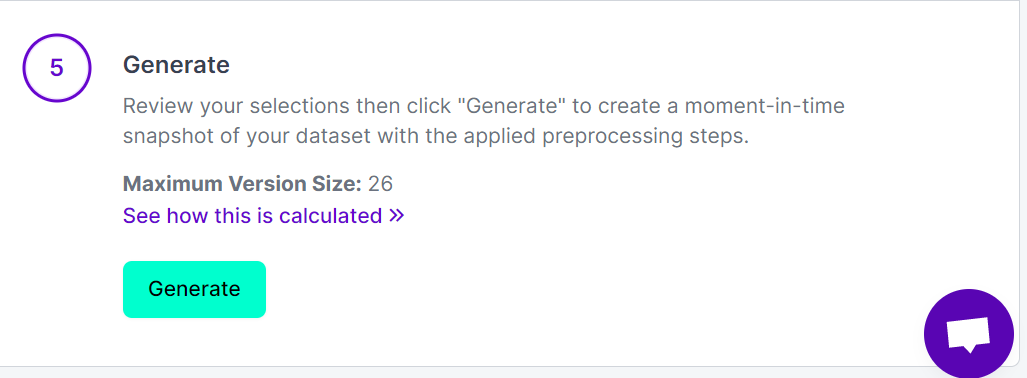 5
Generate
Review your selections then click "Generate" to create a moment-in-time
snapshot of your dataset with the applied preprocessing steps.
Maximum Version Size: 26
See how this is calculated »
Generate